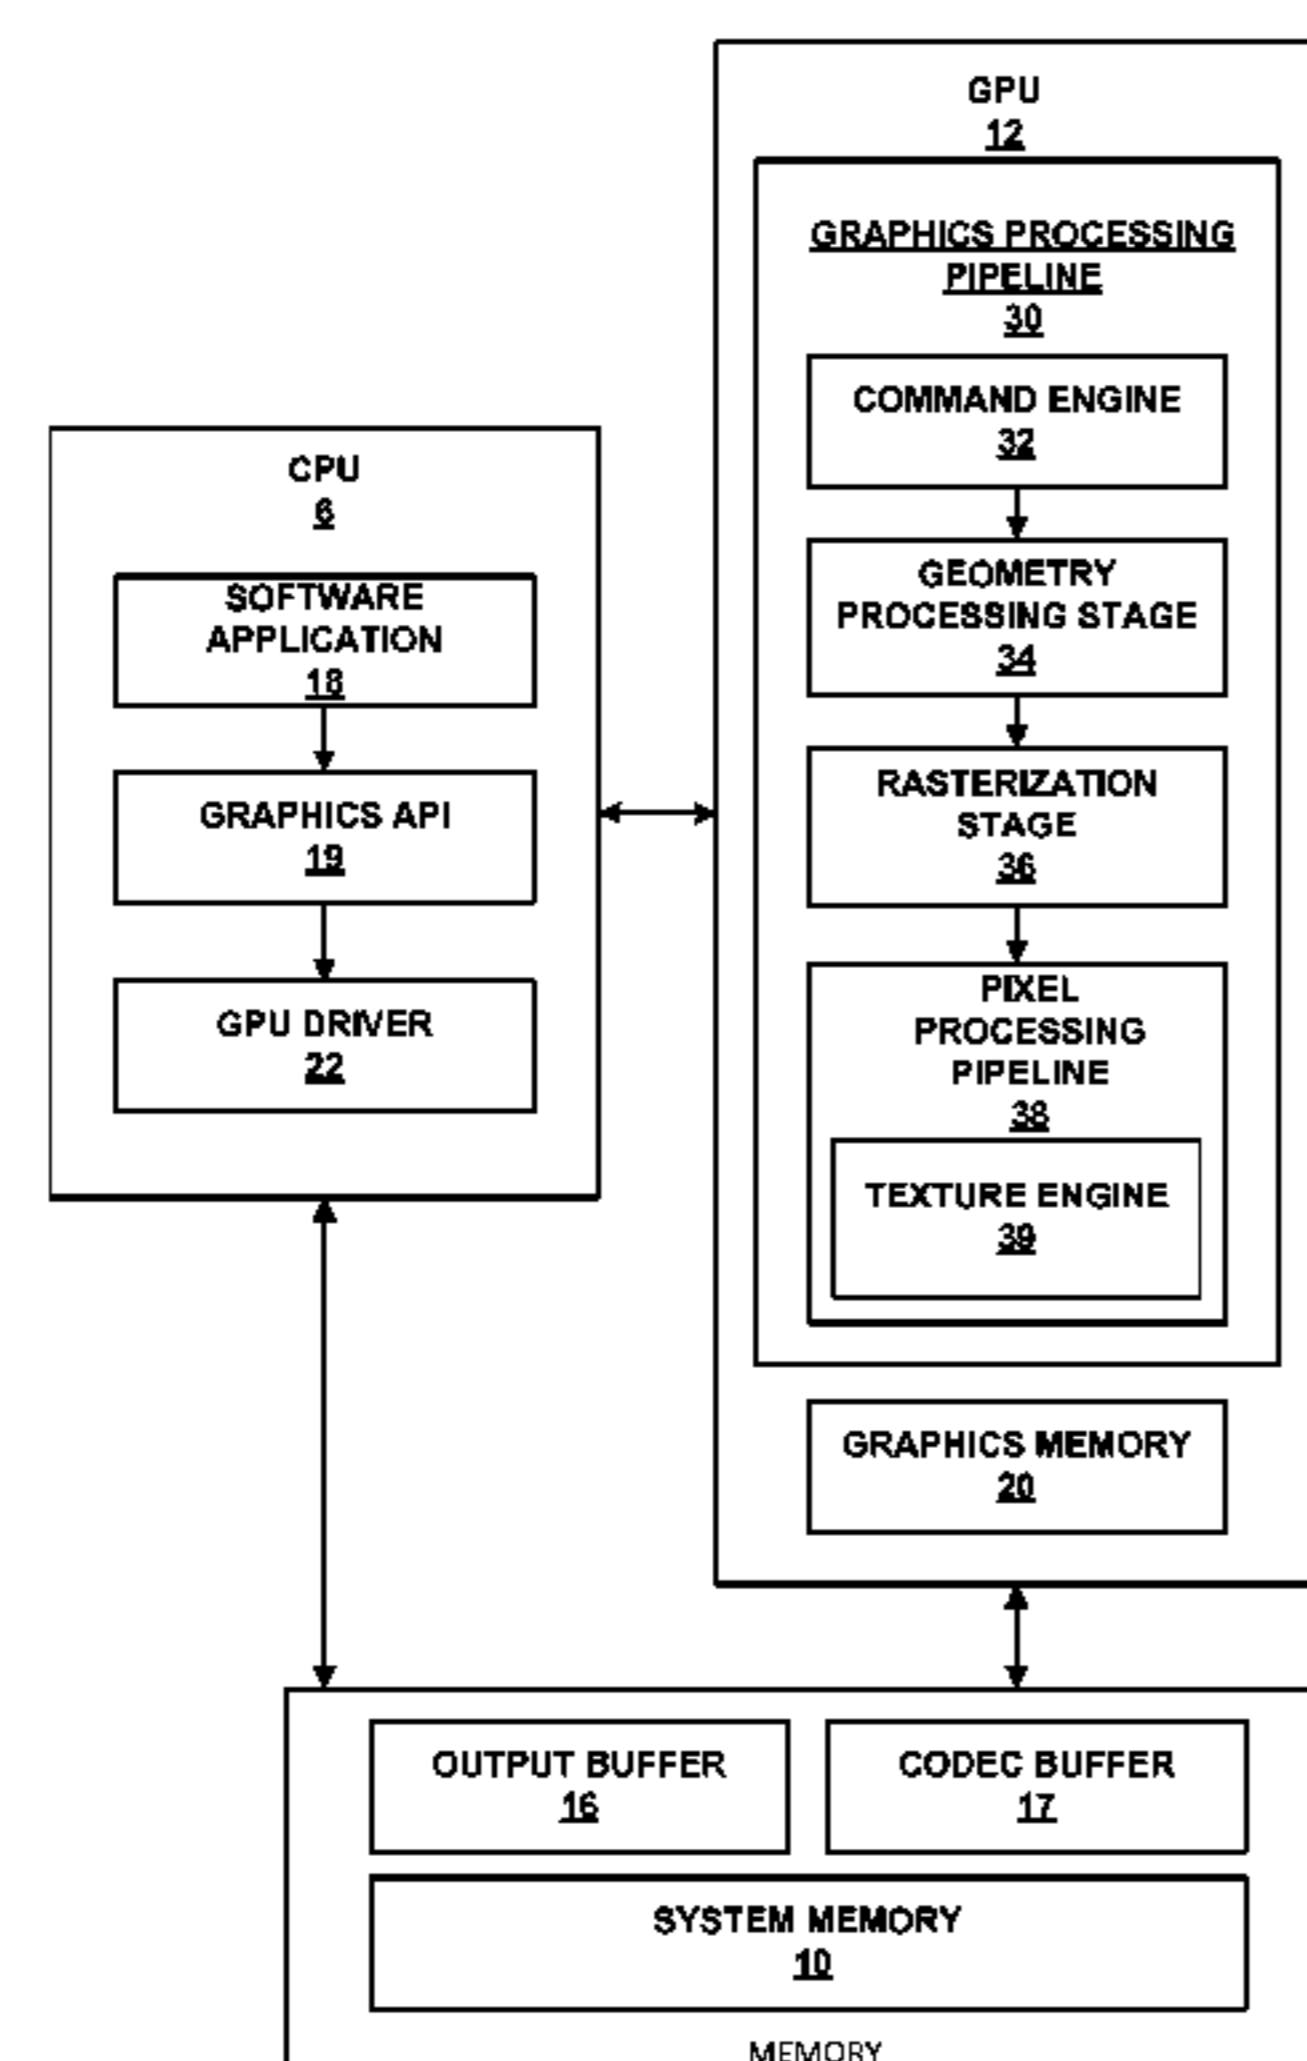 GPU
12
GRAPHICS PROCESSING
PIPELINE
30
COMMAND ENGINE
32
GEOMETRY
PROCESSING STAGE
34
RASTERIZATION
STAGE
36
PIXEL
PROCESSING
PIPELINE
38
TEXTURE ENGINE
39
GRAPHICS MEMORY
20
CPU
6
SOFTWARE
APPLICATION
18
GRAPHICS API
19
GPU DRIVER
22
OUTPUT BUFFER
16
CODEC BUFFER
17
SYSTEM MEMORY
10
MEMORY